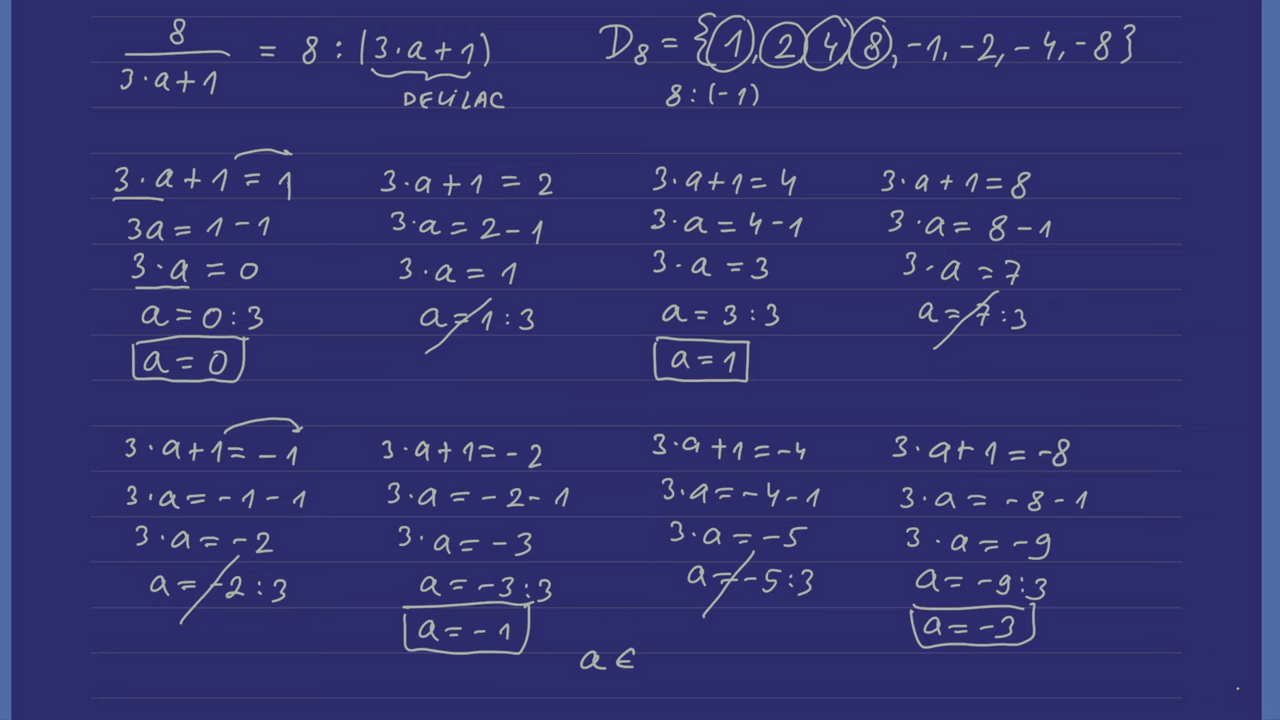 8/(3·a+1) = 8 : (3·a+1)
DELILAC
D₈ = {1, 2, 4, 8, -1, -2, -4, -8}
8 : (-1)
3·a+1 = 1
3a = 1-1
3·a = 0
a = 0:3
a = 0
3·a+1 = 2
3·a = 2-1
3·a = 1
a = 1:3
3·a+1 = 4
3·a = 4-1
3·a = 3
a = 3:3
a = 1
3·a+1 = 8
3·a = 8-1
3·a = 7
a = 7:3
3·a+1 = -1
3·a = -1-1
3·a = -2
a = -2:3
3·a+1 = -2
3·a = -2-1
3·a = -3
a = -3:3
a = -1
3·a+1 = -4
3·a = -4-1
3·a = -5
a = -5:3
3·a+1 = -8
3·a = -8-1
3·a = -9
a = -9:3
a = -3
a ∈